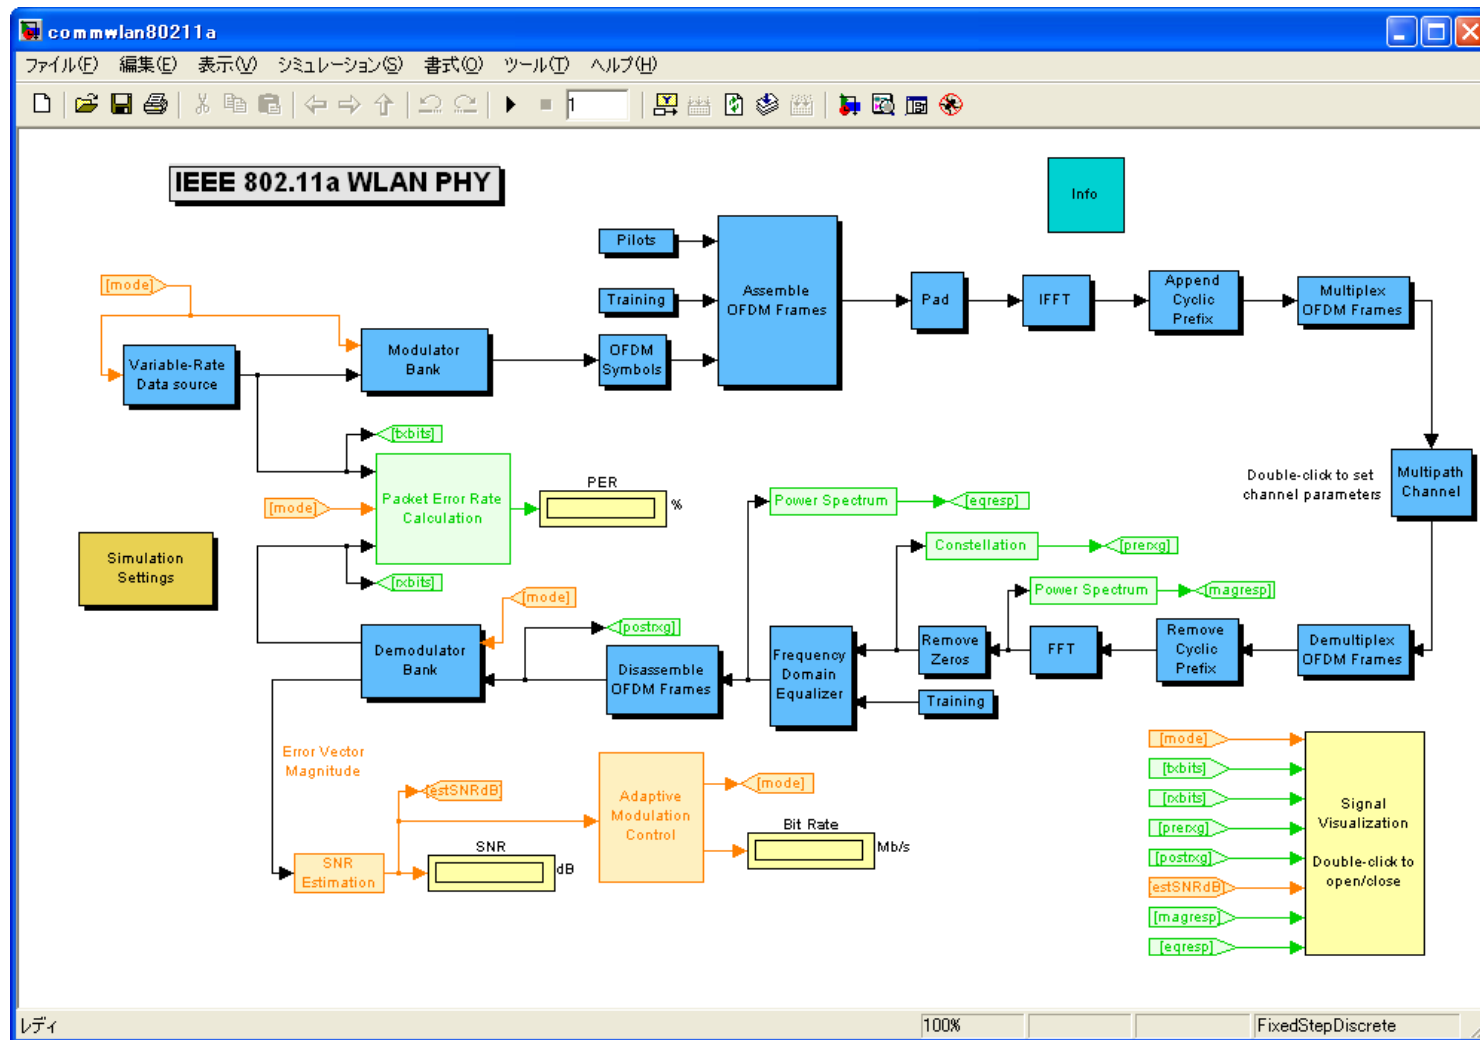 commwlan80211a
ファイル(F) 編集(E) 表示(V) シミュレーション(S) 書式(O) ツール(T) ヘルプ(H)
1
IEEE 802.11a WLAN PHY
Info
Pilots
Training
Assemble
OFDM Frames
Pad
IFFT
Append
Cyclic
Prefix
Multiplex
OFDM Frames
[mode]
Variable-Rate
Data source
Modulator
Bank
OFDM
Symbols
[txbits]
Packet Error Rate
Calculation
[mode]
[rxbits]
PER
%
Simulation
Settings
Double-click to set
channel parameters
Multipath
Channel
Power Spectrum
[eqresp]
Constellation
[prerxg]
Power Spectrum
[magresp]
[mode]
[postrxg]
Demodulator
Bank
Disassemble
OFDM Frames
Frequency
Domain
Equalizer
Remove
Zeros
Training
FFT
Remove
Cyclic
Prefix
Demultiplex
OFDM Frames
Error Vector
Magnitude
[estSNRdB]
SNR
Estimation
SNR
dB
Adaptive
Modulation
Control
[mode]
Bit Rate
Mb/s
[mode]
[txbits]
[rxbits]
[prerxg]
[postrxg]
[estSNRdB]
[magresp]
[eqresp]
Signal
Visualization
Double-click to
open/close
レディ
100%
FixedStepDiscrete